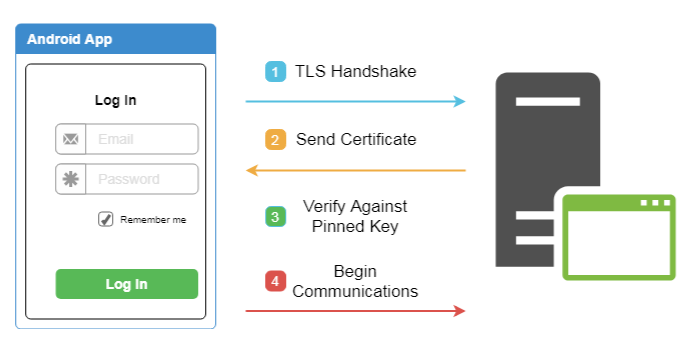 Android App
Log In
Email
Password
Remember me
Log In
1 TLS Handshake
2 Send Certificate
3 Verify Against
Pinned Key
4 Begin
Communications